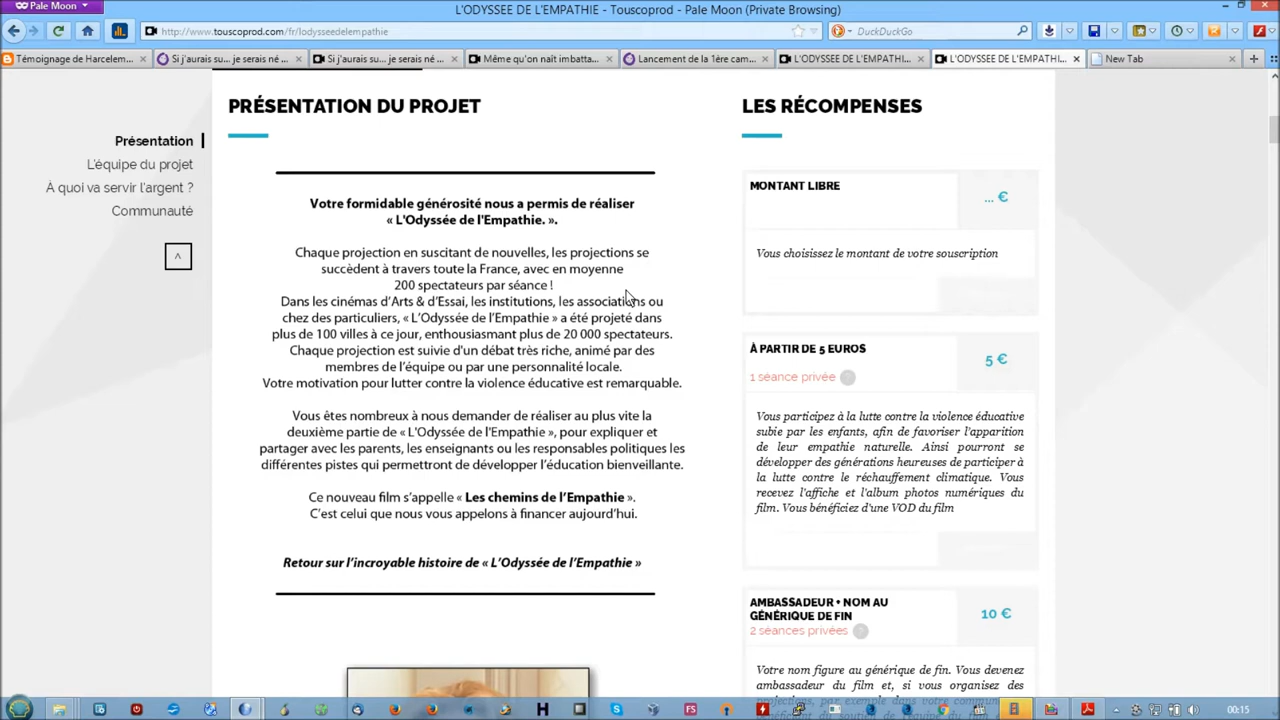 Pale Moon
L'ODYSSEE DE L'EMPATHIE - Touscoprod - Pale Moon (Private Browsing)
http://www.touscoprod.com/fr/lodysseedelempathie
DuckDuckGo
Témoignage de Harcelem...
Si j'aurais su... je serais né ...
Si j'aurais su... je serais né ...
Même qu'on naît imbatta...
Lancement de la 1ère cam...
L'ODYSSEE DE L'EMPATHI...
L'ODYSSEE DE L'EMPATHI...
New Tab
Présentation
L'équipe du projet
À quoi va servir l'argent ?
Communauté
PRÉSENTATION DU PROJET
Votre formidable générosité nous a permis de réaliser
« L'Odyssée de l'Empathie. ».
Chaque projection en suscitant de nouvelles, les projections se
succèdent à travers toute la France, avec en moyenne
200 spectateurs par séance !
Dans les cinémas d'Arts & d'Essai, les institutions, les associations ou
chez des particuliers, « L'Odyssée de l'Empathie » a été projeté dans
plus de 100 villes à ce jour, enthousiasmant plus de 20 000 spectateurs.
Chaque projection est suivie d'un débat très riche, animé par des
membres de l'équipe ou par une personnalité locale.
Votre motivation pour lutter contre la violence éducative est remarquable.
Vous êtes nombreux à nous demander de réaliser au plus vite la
deuxième partie de « L'Odyssée de l'Empathie », pour expliquer et
partager avec les parents, les enseignants ou les responsables politiques les
différentes pistes qui permettront de développer l'éducation bienveillante.
Ce nouveau film s'appelle « Les chemins de l'Empathie ».
C'est celui que nous vous appelons à financer aujourd'hui.
Retour sur l'incroyable histoire de « L'Odyssée de l'Empathie »
LES RÉCOMPENSES
MONTANT LIBRE
... €
Vous choisissez le montant de votre souscription
À PARTIR DE 5 EUROS
5 €
1 séance privée ?
Vous participez à la lutte contre la violence éducative
subie par les enfants, afin de favoriser l'apparition
de leur empathie naturelle. Ainsi pourront se
développer des générations heureuses de participer à
la lutte contre le réchauffement climatique. Vous
recevez l'affiche et l'album photos numériques du
film. Vous bénéficiez d'une VOD du film
AMBASSADEUR + NOM AU
GÉNÉRIQUE DE FIN
10 €
2 séances privées ?
Votre nom figure au générique de fin. Vous devenez
ambassadeur du film et, si vous organisez des
00:15